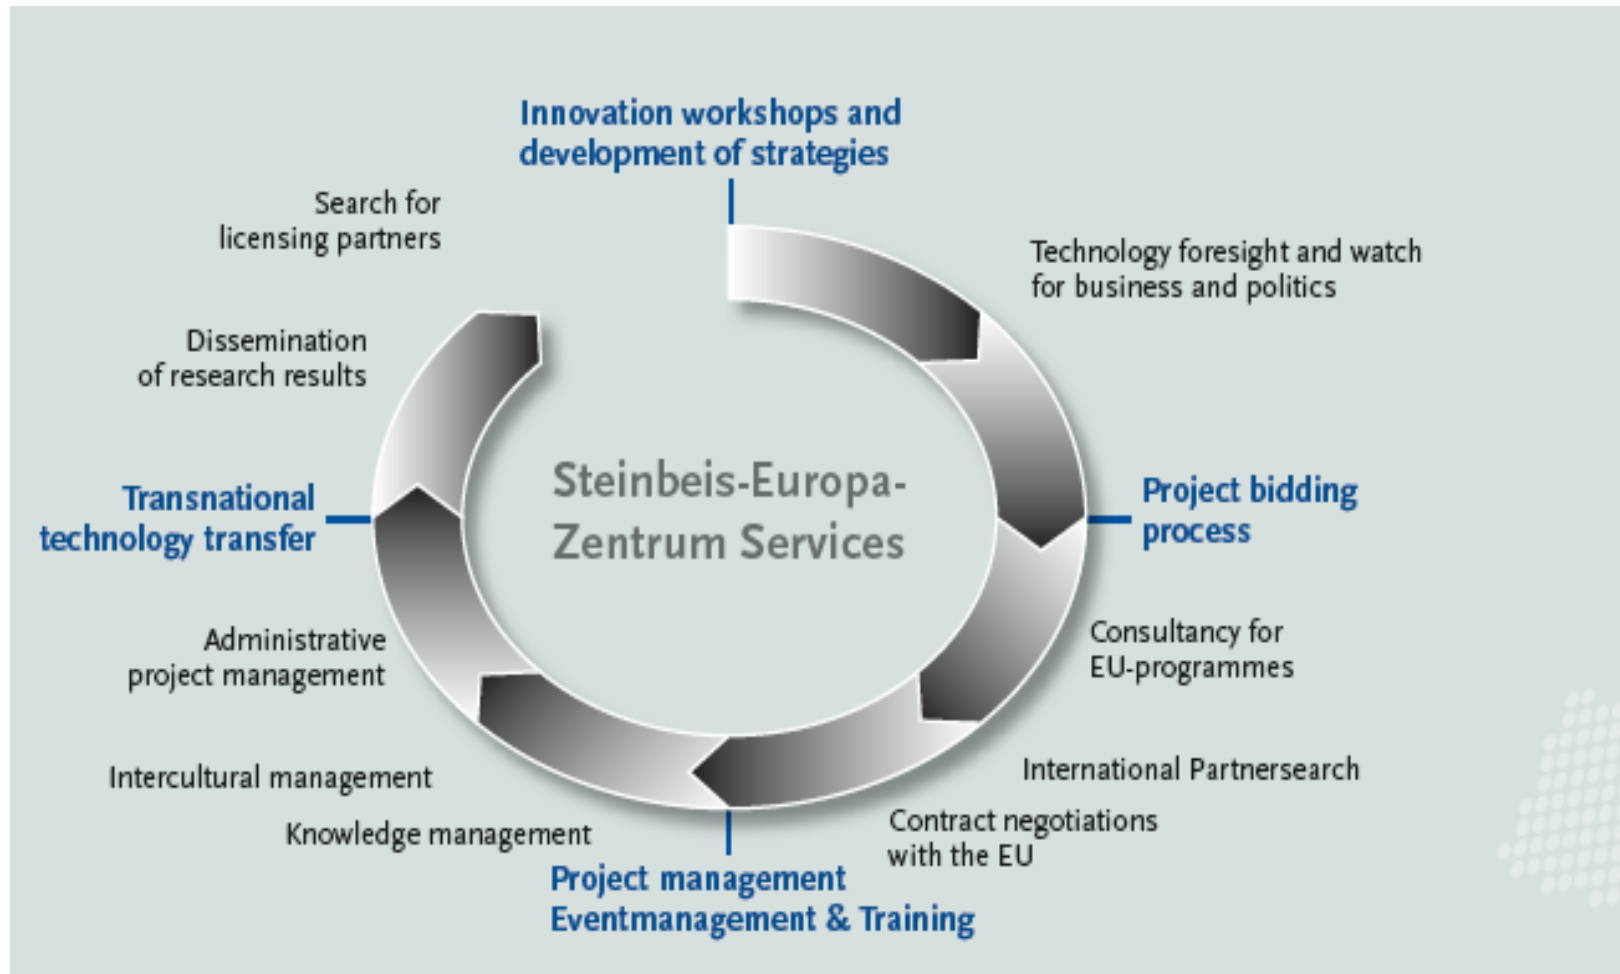 Innovation workshops and
development of strategies
Technology foresight and watch
for business and politics
Project bidding
process
Consultancy for
EU-programmes
International Partnersearch
Contract negotiations
with the EU
Project management
Eventmanagement & Training
Knowledge management
Intercultural management
Administrative
project management
Transnational
technology transfer
Dissemination
of research results
Search for
licensing partners
Steinbeis-Europa-
Zentrum Services